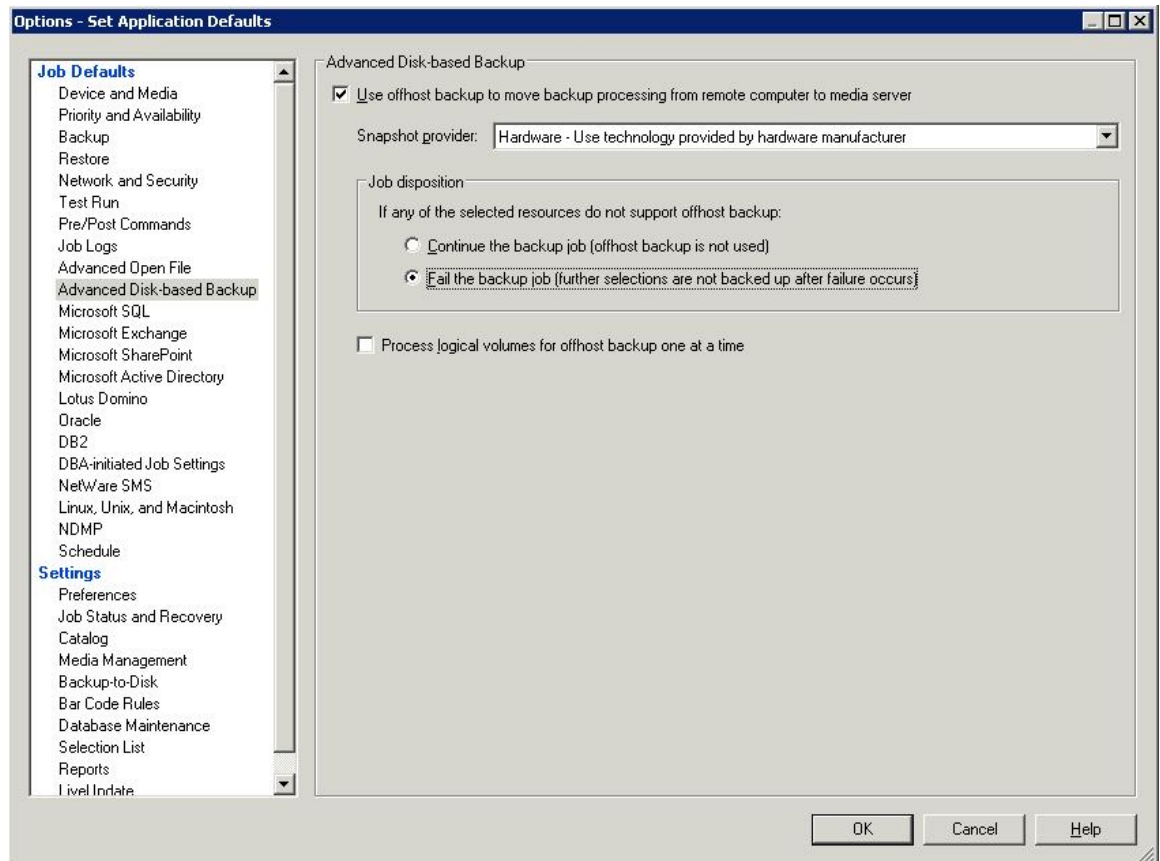 Options - Set Application Defaults
Job Defaults
Device and Media
Priority and Availability
Backup
Restore
Network and Security
Test Run
Pre/Post Commands
Job Logs
Advanced Open File
Advanced Disk-based Backup
Microsoft SQL
Microsoft Exchange
Microsoft SharePoint
Microsoft Active Directory
Lotus Domino
Oracle
DB2
DBA-initiated Job Settings
NetWare SMS
Linux, Unix, and Macintosh
NDMP
Schedule
Settings
Preferences
Job Status and Recovery
Catalog
Media Management
Backup-to-Disk
Bar Code Rules
Database Maintenance
Selection List
Reports
LiveUpdate
Advanced Disk-based Backup
Use offhost backup to move backup processing from remote computer to media server
Snapshot provider: Hardware - Use technology provided by hardware manufacturer
Job disposition
If any of the selected resources do not support offhost backup:
Continue the backup job (offhost backup is not used)
Fail the backup job (further selections are not backed up after failure occurs)
Process logical volumes for offhost backup one at a time
OK Cancel Help